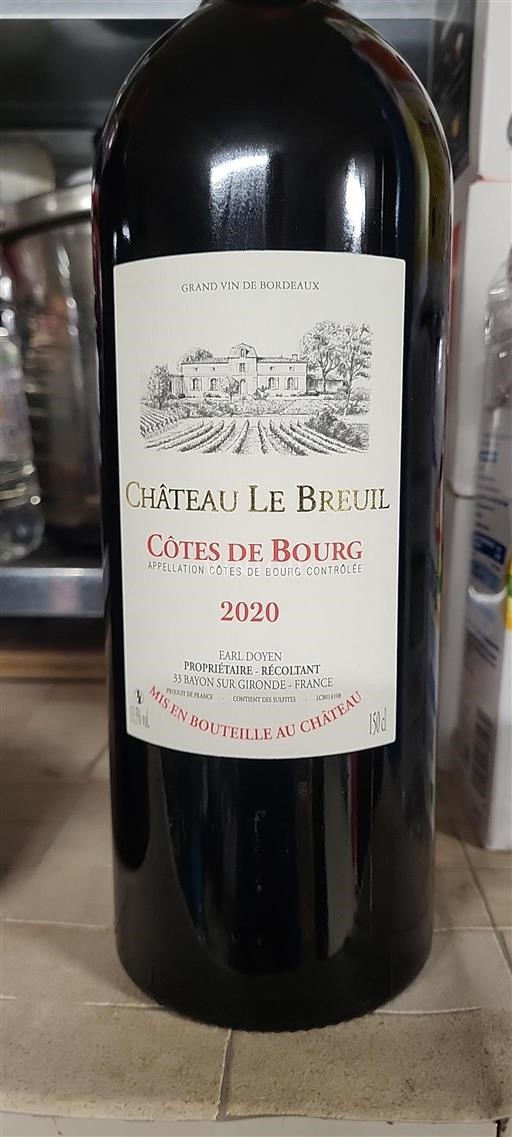 GRAND VIN DE BORDEAUX
CHÂTEAU LE BREUIL
CÔTES DE BOURG
APPELLATION CÔTES DE BOURG CONTRÔLÉE
2020
EARL DOYEN
PROPRIÉTAIRE - RÉCOLTANT
33 BAYON SUR GIRONDE - FRANCE
PRODUIT DE FRANCE - CONTIENT DES SULFITES -
MIS EN BOUTEILLE AU CHÂTEAU
150 cl